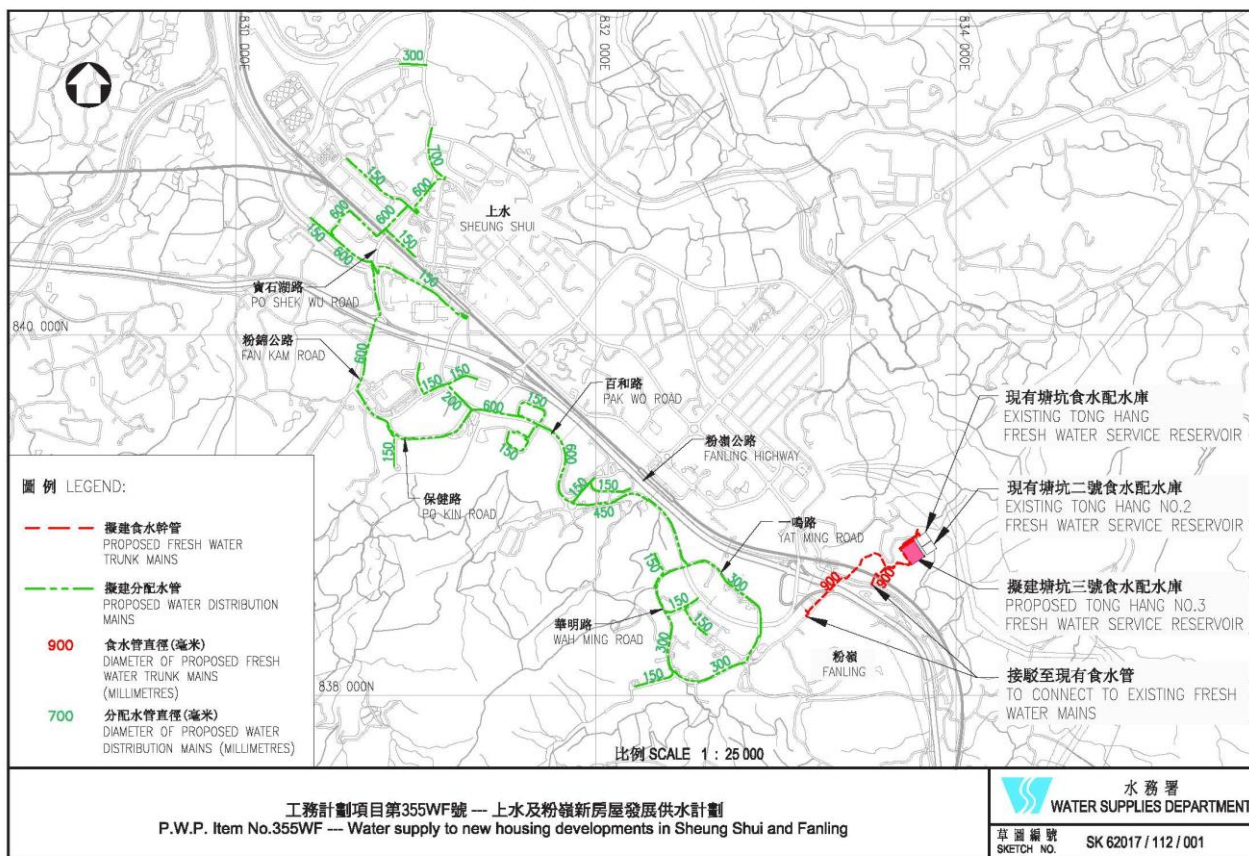 830 000E
832 000E
834 000E
300
700
150
600
600
600
150
150
600
150
上水
SHEUNG SHUI
寶石湖路
PO SHEK WU ROAD
840 000N
粉錦公路
FAN KAM ROAD
600
150
150
200
600
150
150
百和路
PAK WO ROAD
600
150
150
150
450
粉嶺公路
FANLING HIGHWAY
保健路
PO KIN ROAD
一鳴路
YAT MING ROAD
150
300
150
150
華明路
WAH MING ROAD
300
150
300
900
900
粉嶺
FANLING
838 000N
現有塘坑食水配水庫
EXISTING TONG HANG
FRESH WATER SERVICE RESERVOIR
現有塘坑二號食水配水庫
EXISTING TONG HANG NO.2
FRESH WATER SERVICE RESERVOIR
擬建塘坑三號食水配水庫
PROPOSED TONG HANG NO.3
FRESH WATER SERVICE RESERVOIR
接駁至現有食水管
TO CONNECT TO EXISTING FRESH
WATER MAINS
圖例 LEGEND:
擬建食水幹管
PROPOSED FRESH WATER
TRUNK MAINS
擬建分配水管
PROPOSED WATER DISTRIBUTION
MAINS
900 食水管直徑(毫米)
DIAMETER OF PROPOSED FRESH
WATER TRUNK MAINS
(MILLIMETRES)
700 分配水管直徑(毫米)
DIAMETER OF PROPOSED WATER
DISTRIBUTION MAINS (MILLIMETRES)
比例 SCALE 1 : 25 000
工務計劃項目第355WF號 --- 上水及粉嶺新房屋發展供水計劃
P.W.P. Item No.355WF --- Water supply to new housing developments in Sheung Shui and Fanling
水務署
WATER SUPPLIES DEPARTMENT
草圖編號
SKETCH NO. SK 62017 / 112 / 001